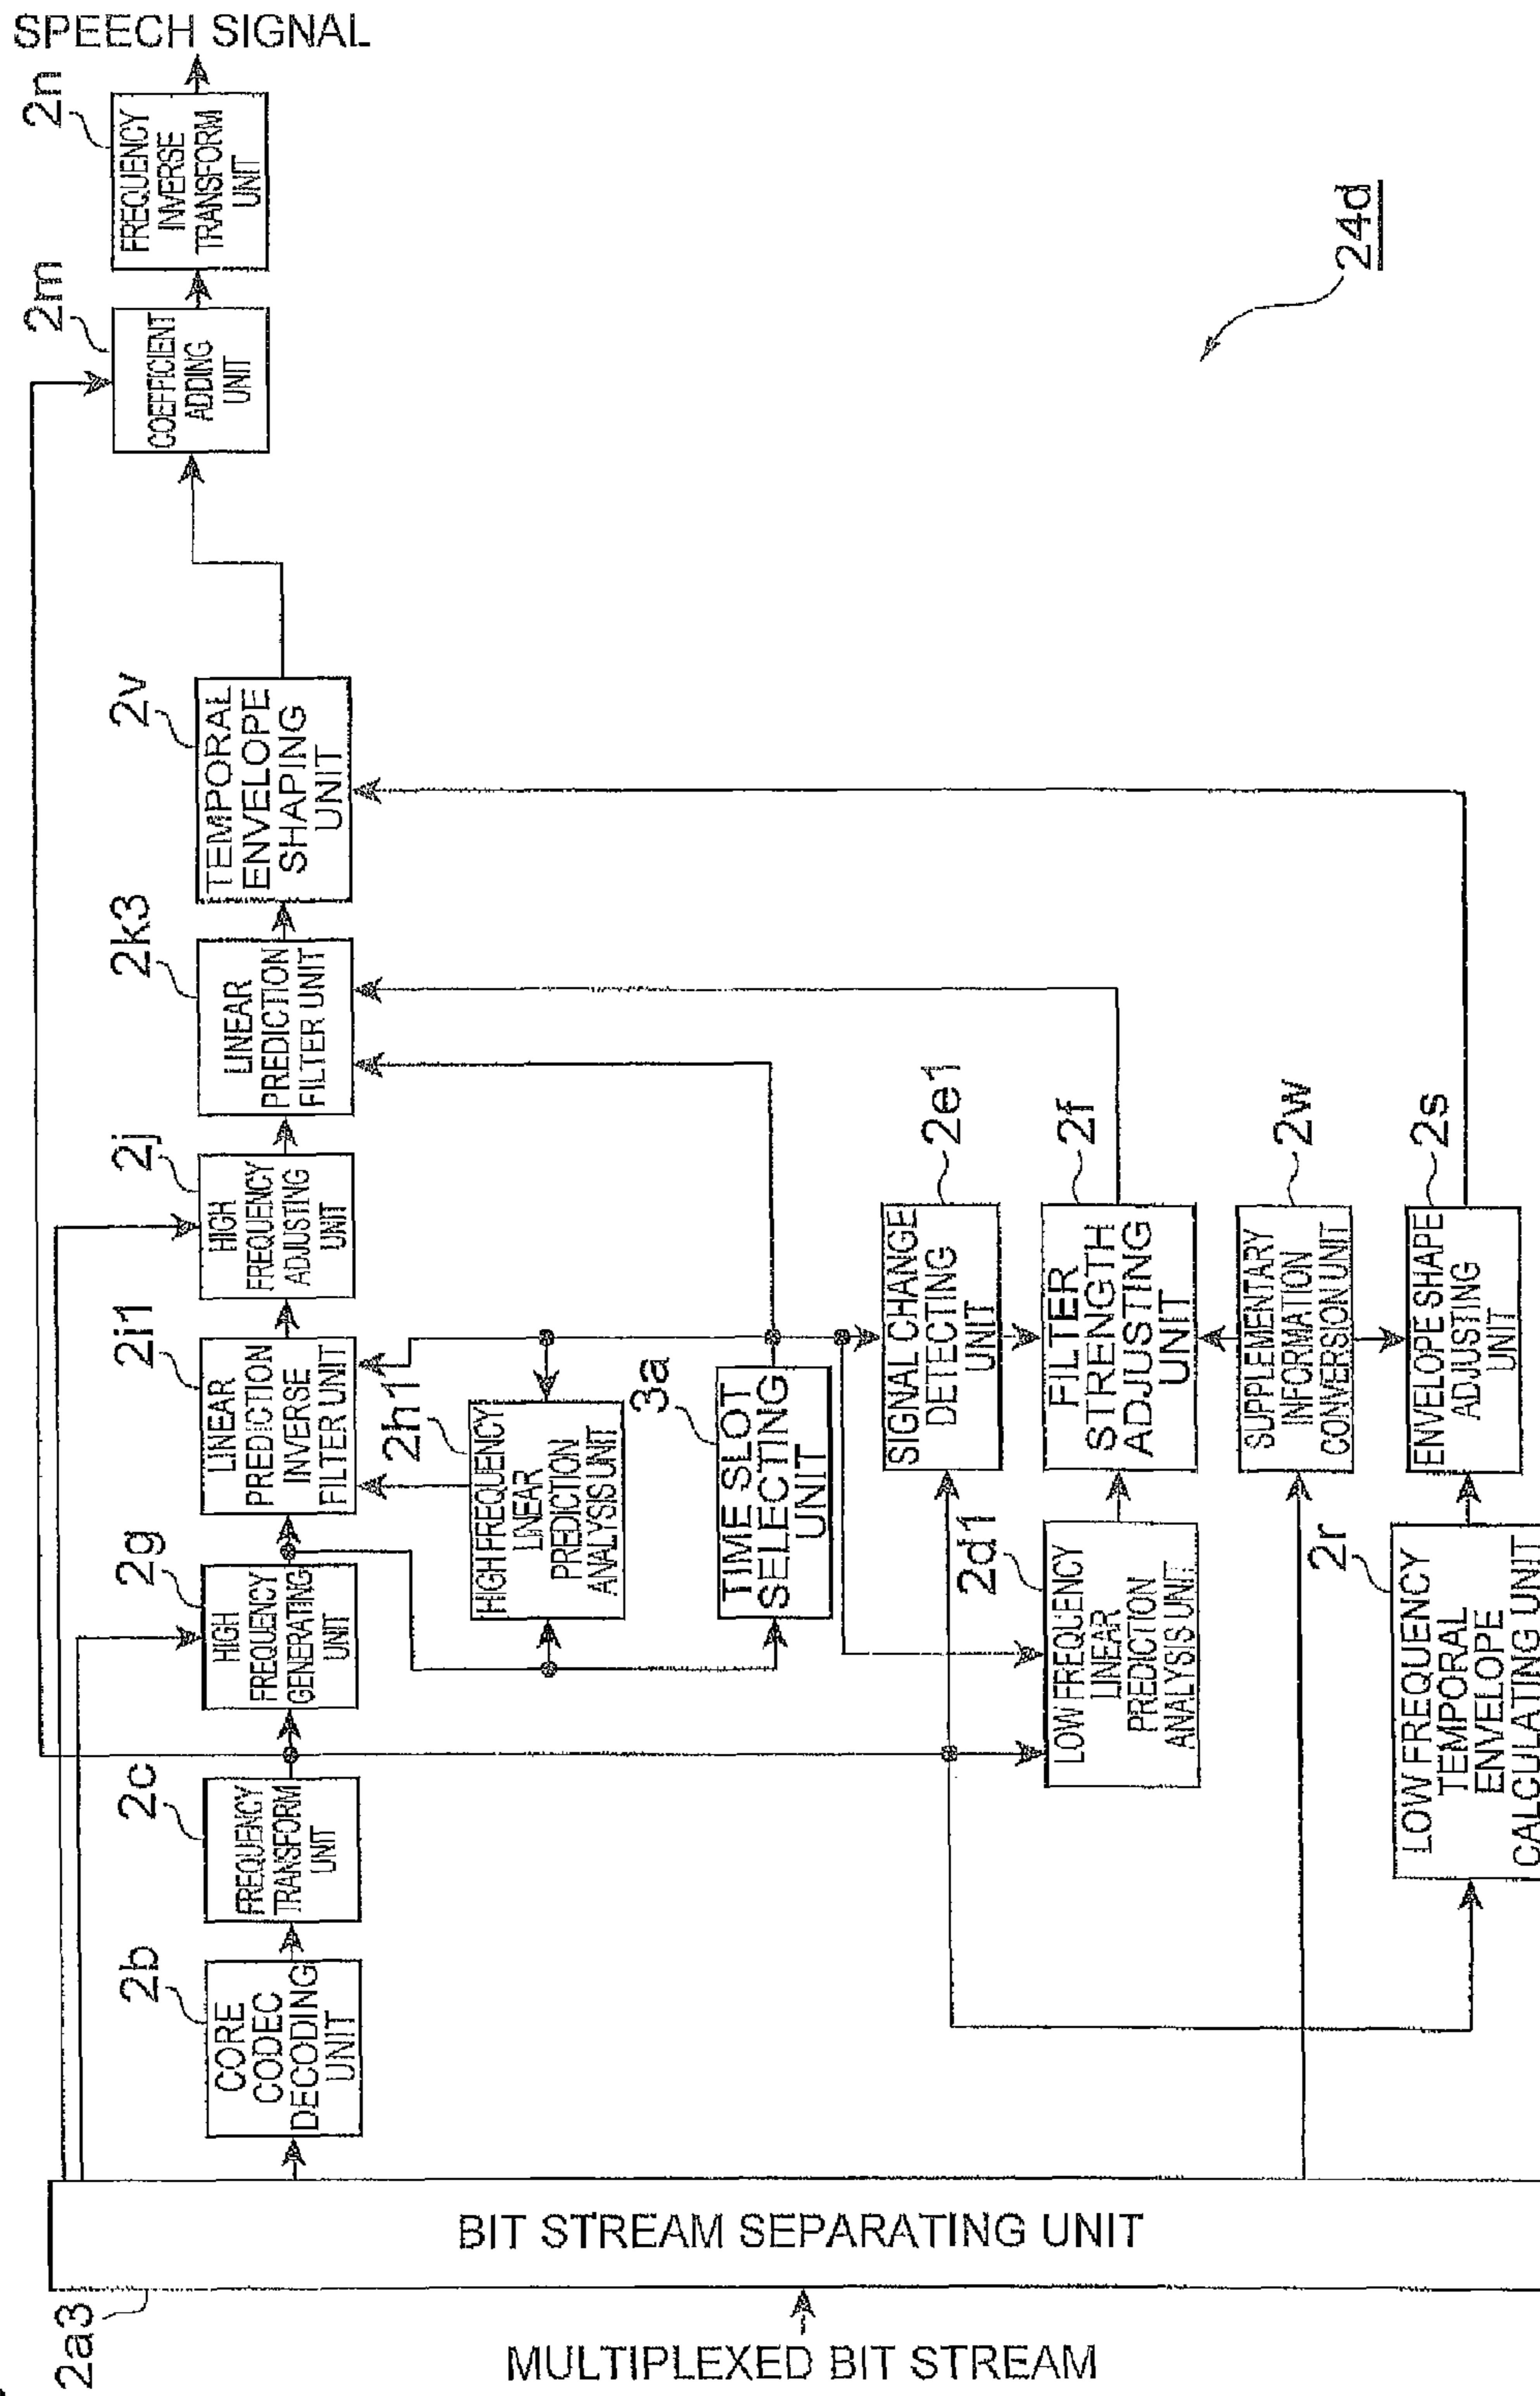 SPEECH SIGNAL
2n
FREQUENCY
INVERSE
TRANSFORM
UNIT
2m
COEFFICIENT
ADDING
UNIT
24d
2v
TEMPORAL
ENVELOPE
SHAPING
UNIT
2k3
LINEAR
PREDICTION
FILTER UNIT
2j
HIGH
FREQUENCY
ADJUSTING
UNIT
2i1
LINEAR
PREDICTION
INVERSE
FILTER UNIT
2h1
HIGH FREQUENCY
LINEAR
PREDICTION
ANALYSIS UNIT
3a
TIME SLOT
SELECTING
UNIT
2e1
SIGNAL CHANGE
DETECTING
UNIT
2f
FILTER
STRENGTH
ADJUSTING
UNIT
2w
SUPPLEMENTARY
INFORMATION
CONVERSION UNIT
2s
ENVELOPE SHAPE
ADJUSTING
UNIT
2g
HIGH
FREQUENCY
GENERATING
UNIT
2d1
LOW FREQUENCY
LINEAR
PREDICTION
ANALYSIS UNIT
2r
LOW FREQUENCY
TEMPORAL
ENVELOPE
CALCULATING UNIT
2c
FREQUENCY
TRANSFORM
UNIT
2b
CORE
CODEC
DECODING
UNIT
BIT STREAM SEPARATING UNIT
2a3
MULTIPLEXED BIT STREAM